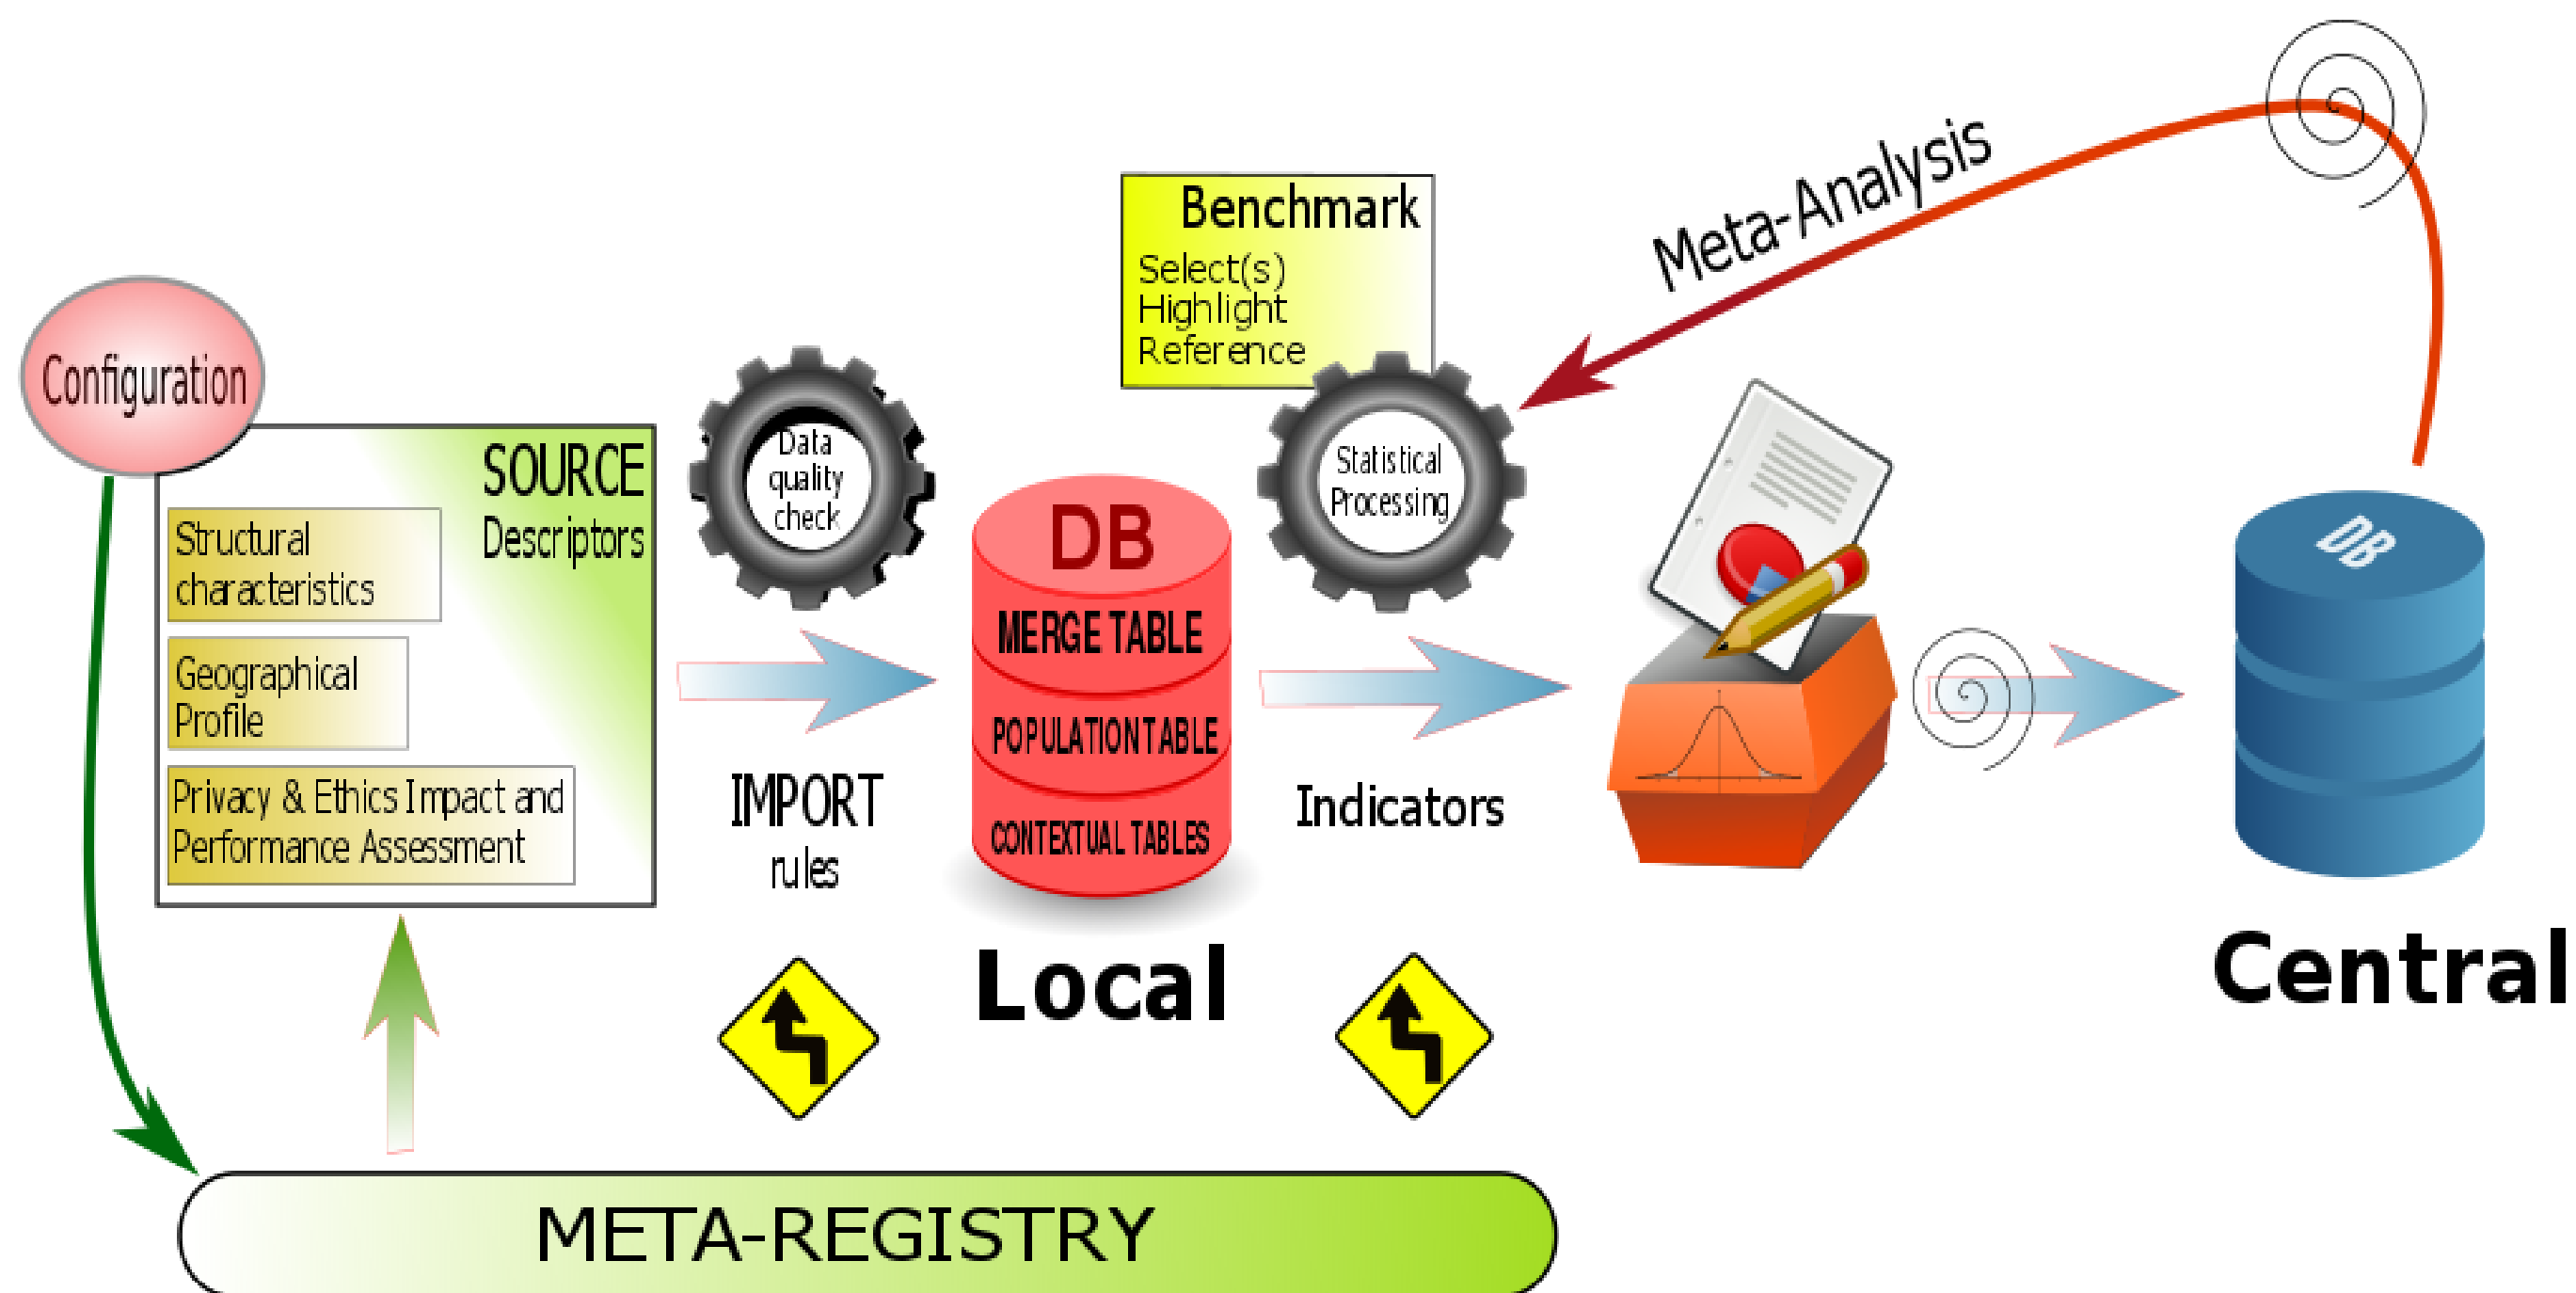 Meta-Analysis
Benchmark
Select(s)
Highlight
Reference
Configuration
SOURCE
Descriptors
Structural
characteristics
Geographical
Profile
Privacy & Ethics Impact and
Performance Assessment
Data
quality
check
IMPORT
rules
DB
MERGE TABLE
POPULATION TABLE
CONTEXTUAL TABLES
Local
Statistical
Processing
Indicators
DB
Central
META-REGISTRY